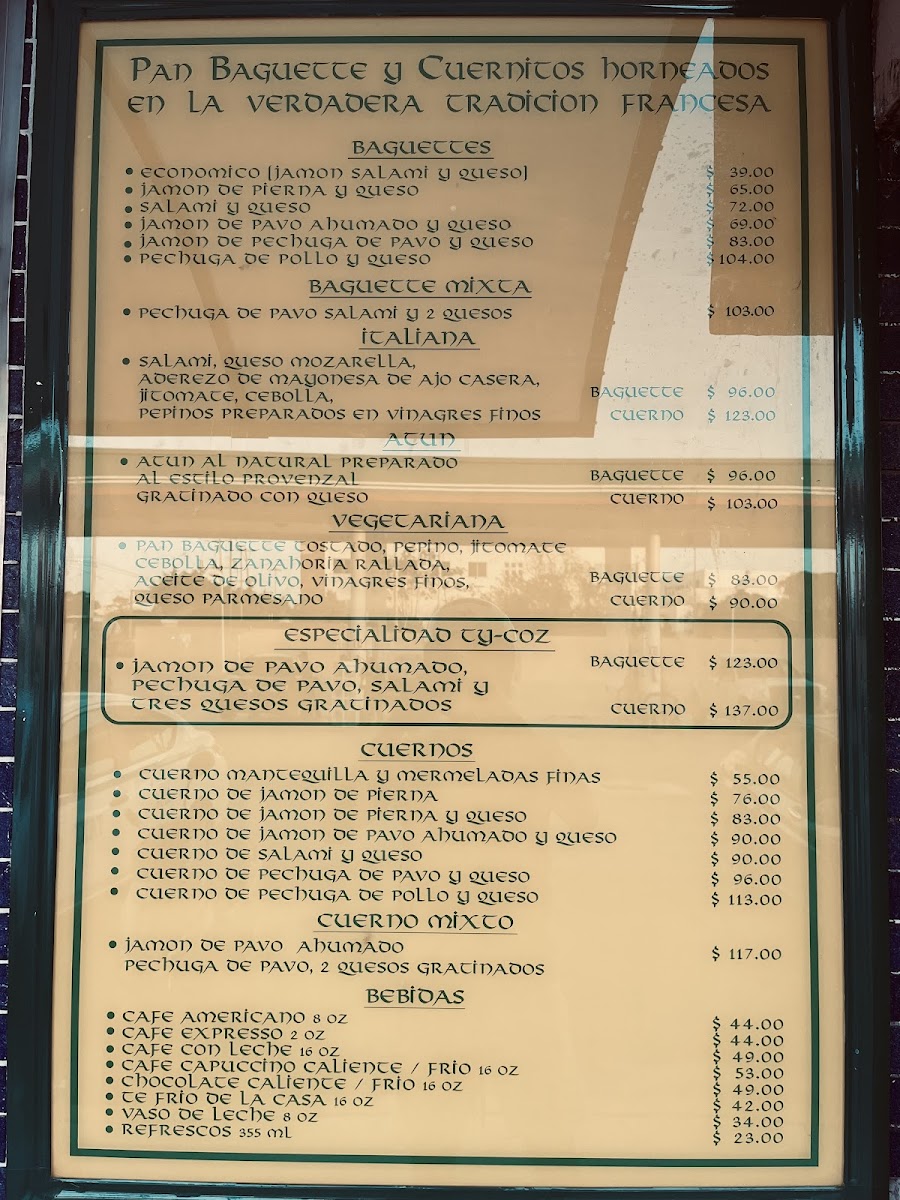 Pan Baguette y Cuernitos horneados
en la verdadera tradicion francesa
BAGUETTES
• ECONOMICO (JAMON SALAMI Y QUESO) $ 39.00
• JAMON DE PIERNA Y QUESO $ 65.00
• SALAMI Y QUESO $ 72.00
• JAMON DE PAVO AHUMADO Y QUESO $ 69.00
• JAMON DE PECHUGA DE PAVO Y QUESO $ 83.00
• PECHUGA DE POLLO Y QUESO $ 104.00
BAGUETTE MIXTA
• PECHUGA DE PAVO SALAMI Y 2 QUESOS $ 103.00
ITALIANA
• SALAMI, QUESO MOZARELLA,
ADEREZO DE MAYONESA DE AJO CASERA,
JITOMATE, CEBOLLA, BAGUETTE $ 96.00
PEPINOS PREPARADOS EN VINAGRES FINOS CUERNO $ 123.00
ATUN
• ATUN AL NATURAL PREPARADO
AL ESTILO PROVENZAL BAGUETTE $ 96.00
GRATINADO CON QUESO CUERNO $ 103.00
VEGETARIANA
• PAN BAGUETTE TOSTADO, PEPINO, JITOMATE
CEBOLLA, ZANAHORIA RALLADA,
ACEITE DE OLIVO, VINAGRES FINOS, BAGUETTE $ 83.00
QUESO PARMESANO CUERNO $ 90.00
ESPECIALIDAD TY-COZ
• JAMON DE PAVO AHUMADO, BAGUETTE $ 123.00
PECHUGA DE PAVO, SALAMI Y
TRES QUESOS GRATINADOS CUERNO $ 137.00
CUERNOS
• CUERNO MANTEQUILLA Y MERMELADAS FINAS $ 55.00
• CUERNO DE JAMON DE PIERNA $ 76.00
• CUERNO DE JAMON DE PIERNA Y QUESO $ 83.00
• CUERNO DE JAMON DE PAVO AHUMADO Y QUESO $ 90.00
• CUERNO DE SALAMI Y QUESO $ 90.00
• CUERNO DE PECHUGA DE PAVO Y QUESO $ 96.00
• CUERNO DE PECHUGA DE POLLO Y QUESO $ 113.00
CUERNO MIXTO
• JAMON DE PAVO AHUMADO $ 117.00
PECHUGA DE PAVO, 2 QUESOS GRATINADOS
BEBIDAS
• CAFE AMERICANO 8 OZ $ 44.00
• CAFE EXPRESSO 2 OZ $ 44.00
• CAFE CON LECHE 16 OZ $ 49.00
• CAFE CAPUCCINO CALIENTE / FRIO 16 OZ $ 53.00
• CHOCOLATE CALIENTE / FRIO 16 OZ $ 49.00
• TE FRIO DE LA CASA 16 OZ $ 42.00
• VASO DE LECHE 8 OZ $ 34.00
• REFRESCOS 355 ML $ 23.00